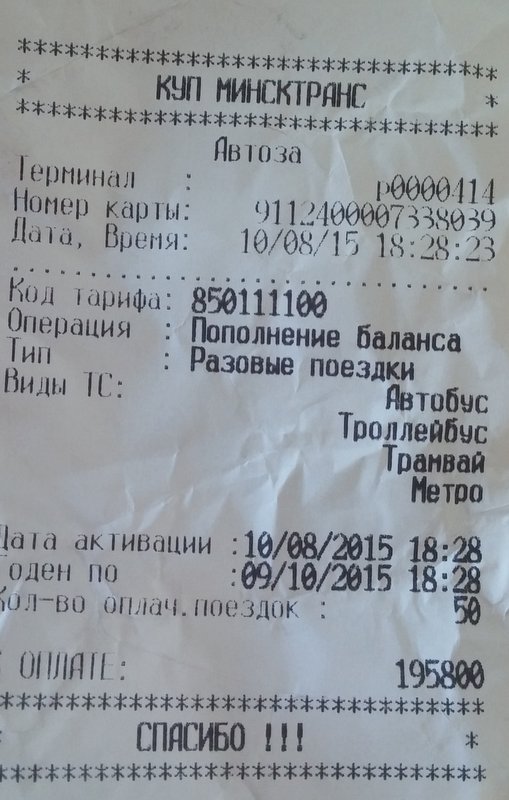 *********************************
* КУП МИНСКТРАНС *
*********************************
Автоза
Терминал : p0000414
Номер карты: 9112400007338039
Дата, Время: 10/08/15 18:28:23
.................................
Код тарифа: 850111100
Операция : Пополнение баланса
Тип : Разовые поездки
Виды ТС:
Автобус
Троллейбус
Трамвай
Метро
Дата активации :10/08/2015 18:28
Годен по :09/10/2015 18:28
Кол-во оплач.поездок : 50
К ОПЛАТЕ: 195800
*********************************
* СПАСИБО !!! *
*********************************